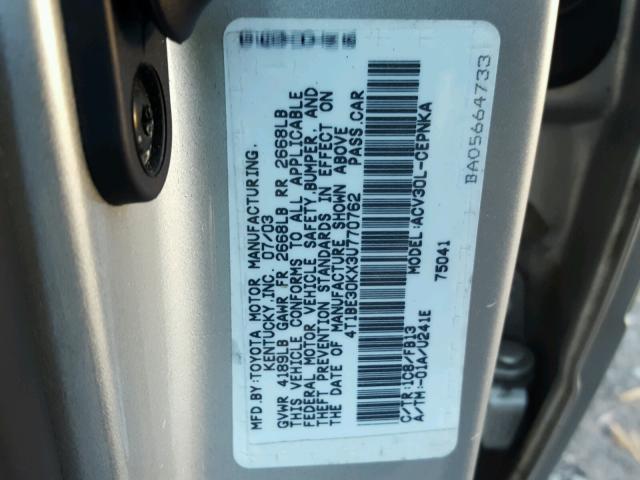 MFD.BY:TOYOTA MOTOR MANUFACTURING.
KENTUCKY.INC. 07/03
GVWR 4189LB GAWR FR 2668LB RR 2668LB
THIS VEHICLE CONFORMS TO ALL APPLICABLE
FEDERAL MOTOR VEHICLE SAFETY,BUMPER, AND
THEFT PREVENTION STANDARDS IN EFFECT ON
THE DATE OF MANUFACTURE SHOWN ABOVE
4T1BE30KX3U770762 PASS.CAR
MODEL:ACV30L-CEPNKA
75041
C/TR:1C8/FB13
A/TM:-01A/U241E
BA05664733